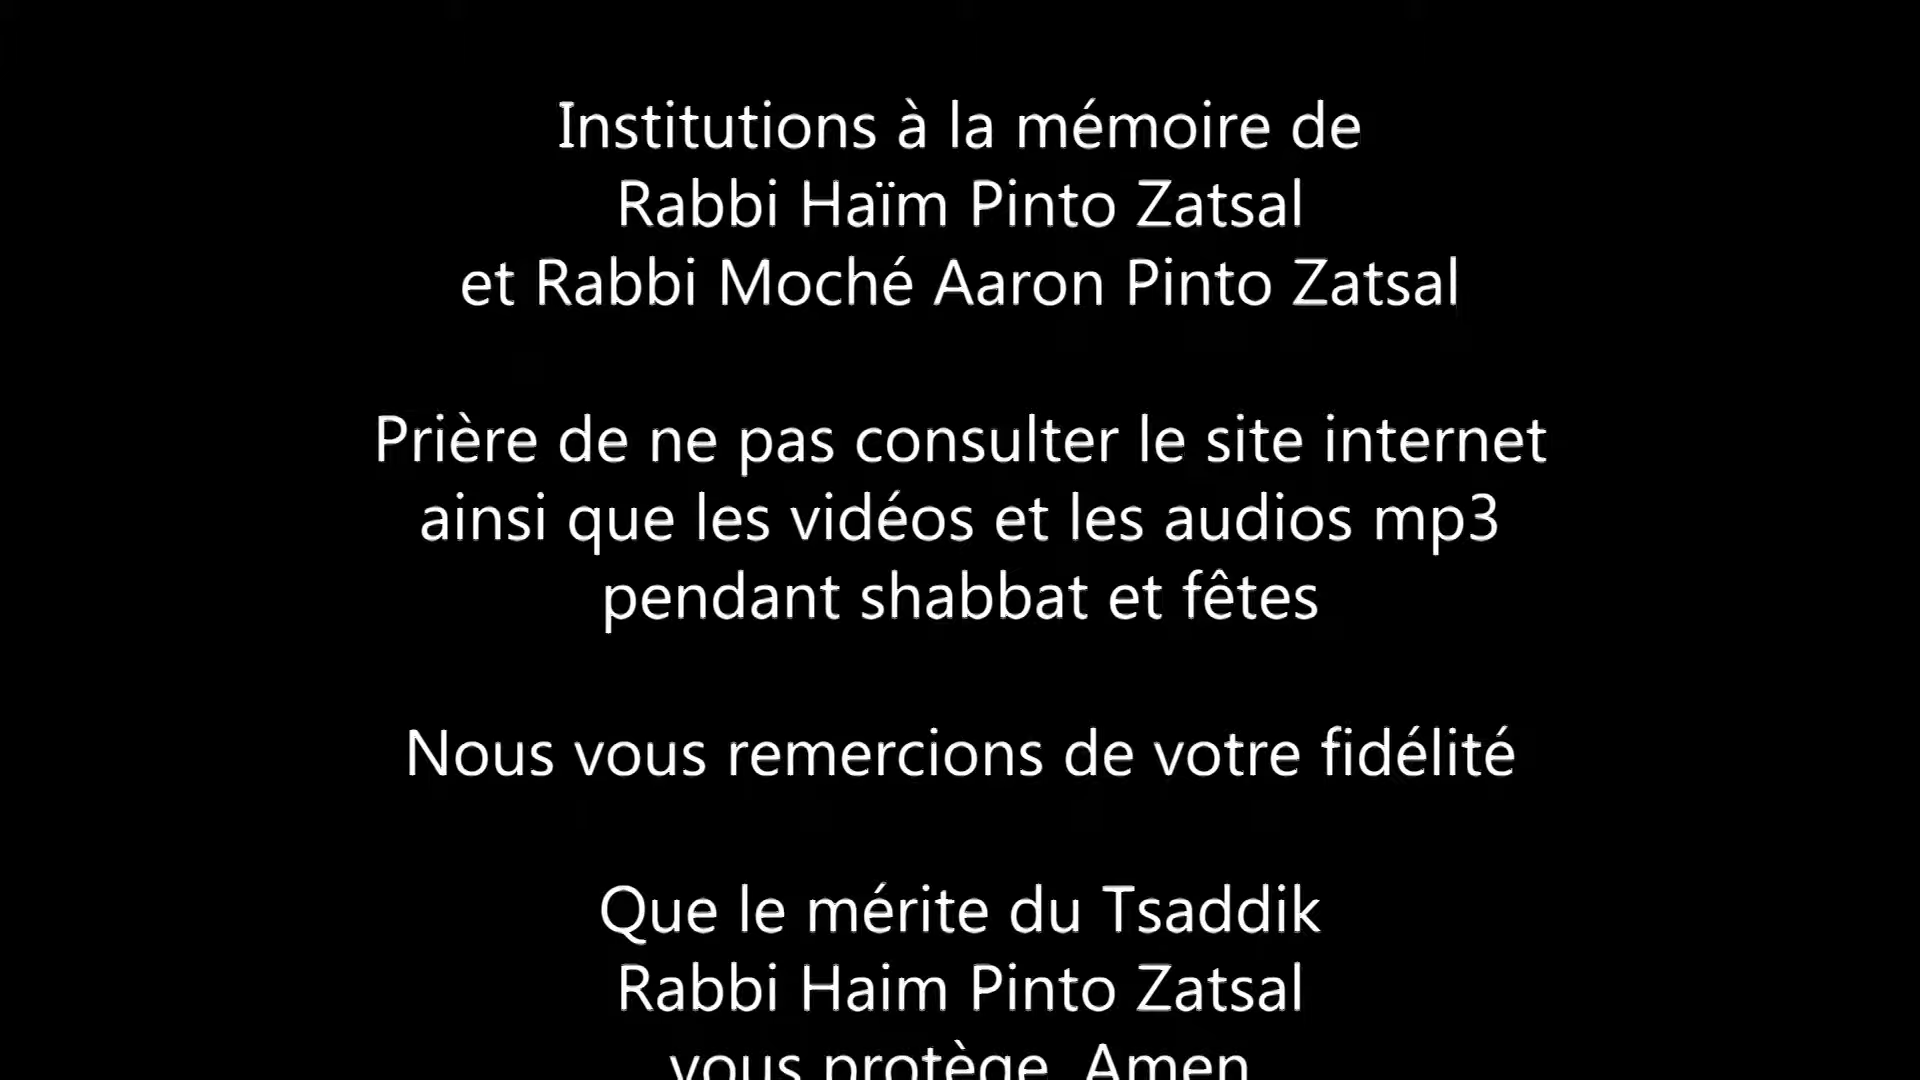 Institutions à la mémoire de
Rabbi Haïm Pinto Zatsal
et Rabbi Moché Aaron Pinto Zatsal
Prière de ne pas consulter le site internet
ainsi que les vidéos et les audios mp3
pendant shabbat et fêtes
Nous vous remercions de votre fidélité
Que le mérite du Tsaddik
Rabbi Haim Pinto Zatsal
vous protège. Amen